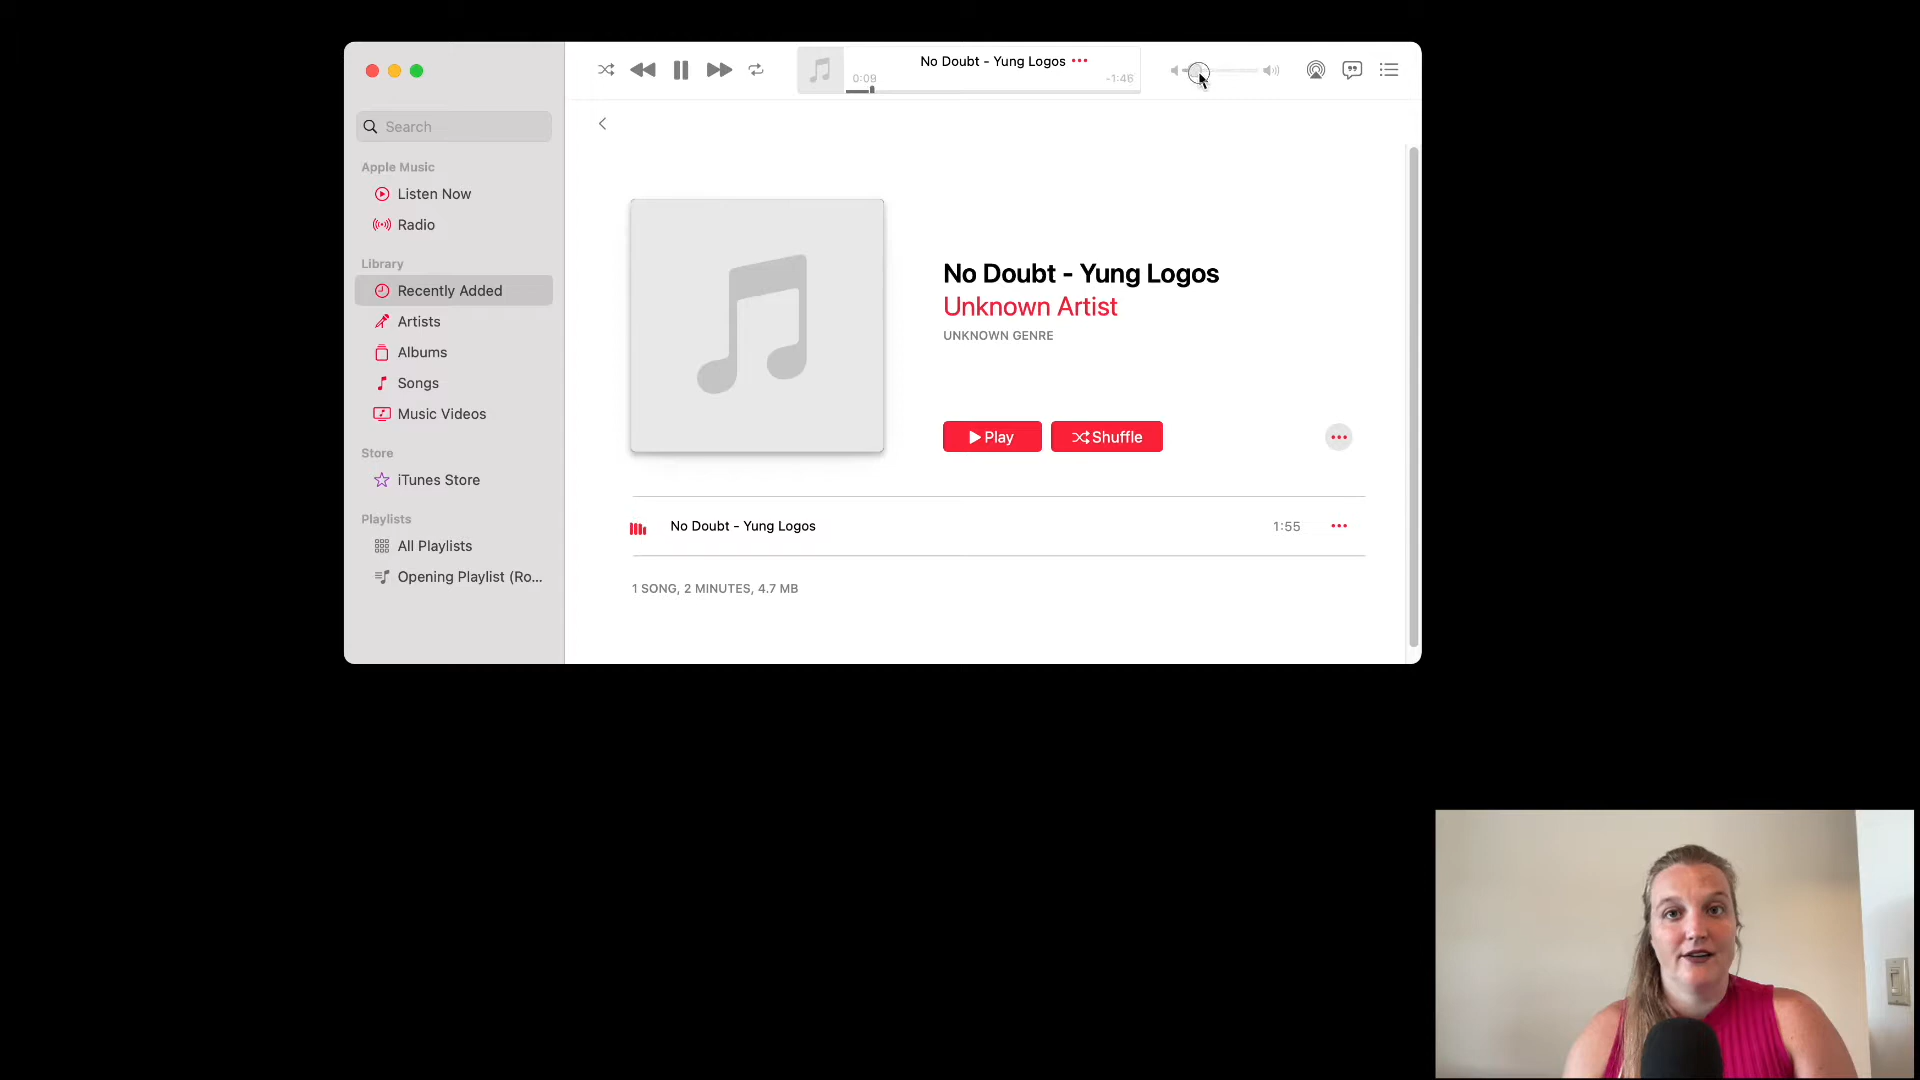 No Doubt - Yung Logos
0:09
-1:46
Search
Apple Music
Listen Now
Radio
Library
Recently Added
Artists
Albums
Songs
Music Videos
Store
iTunes Store
Playlists
All Playlists
Opening Playlist (Ro...
No Doubt - Yung Logos
Unknown Artist
UNKNOWN GENRE
Play
Shuffle
No Doubt - Yung Logos
1:55
1 SONG, 2 MINUTES, 4.7 MB